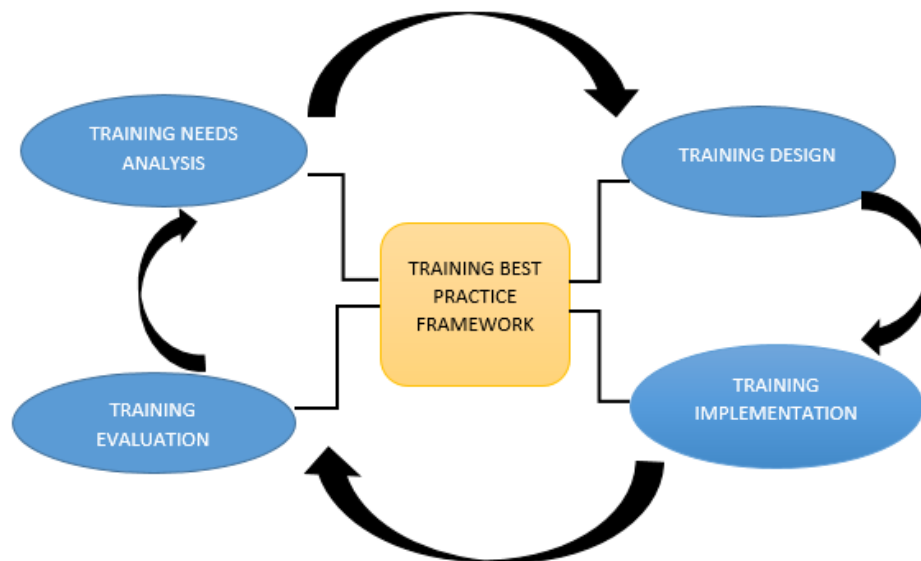 TRAINING NEEDS
ANALYSIS
TRAINING DESIGN
TRAINING BEST
PRACTICE
FRAMEWORK
TRAINING
EVALUATION
TRAINING
IMPLEMENTATION